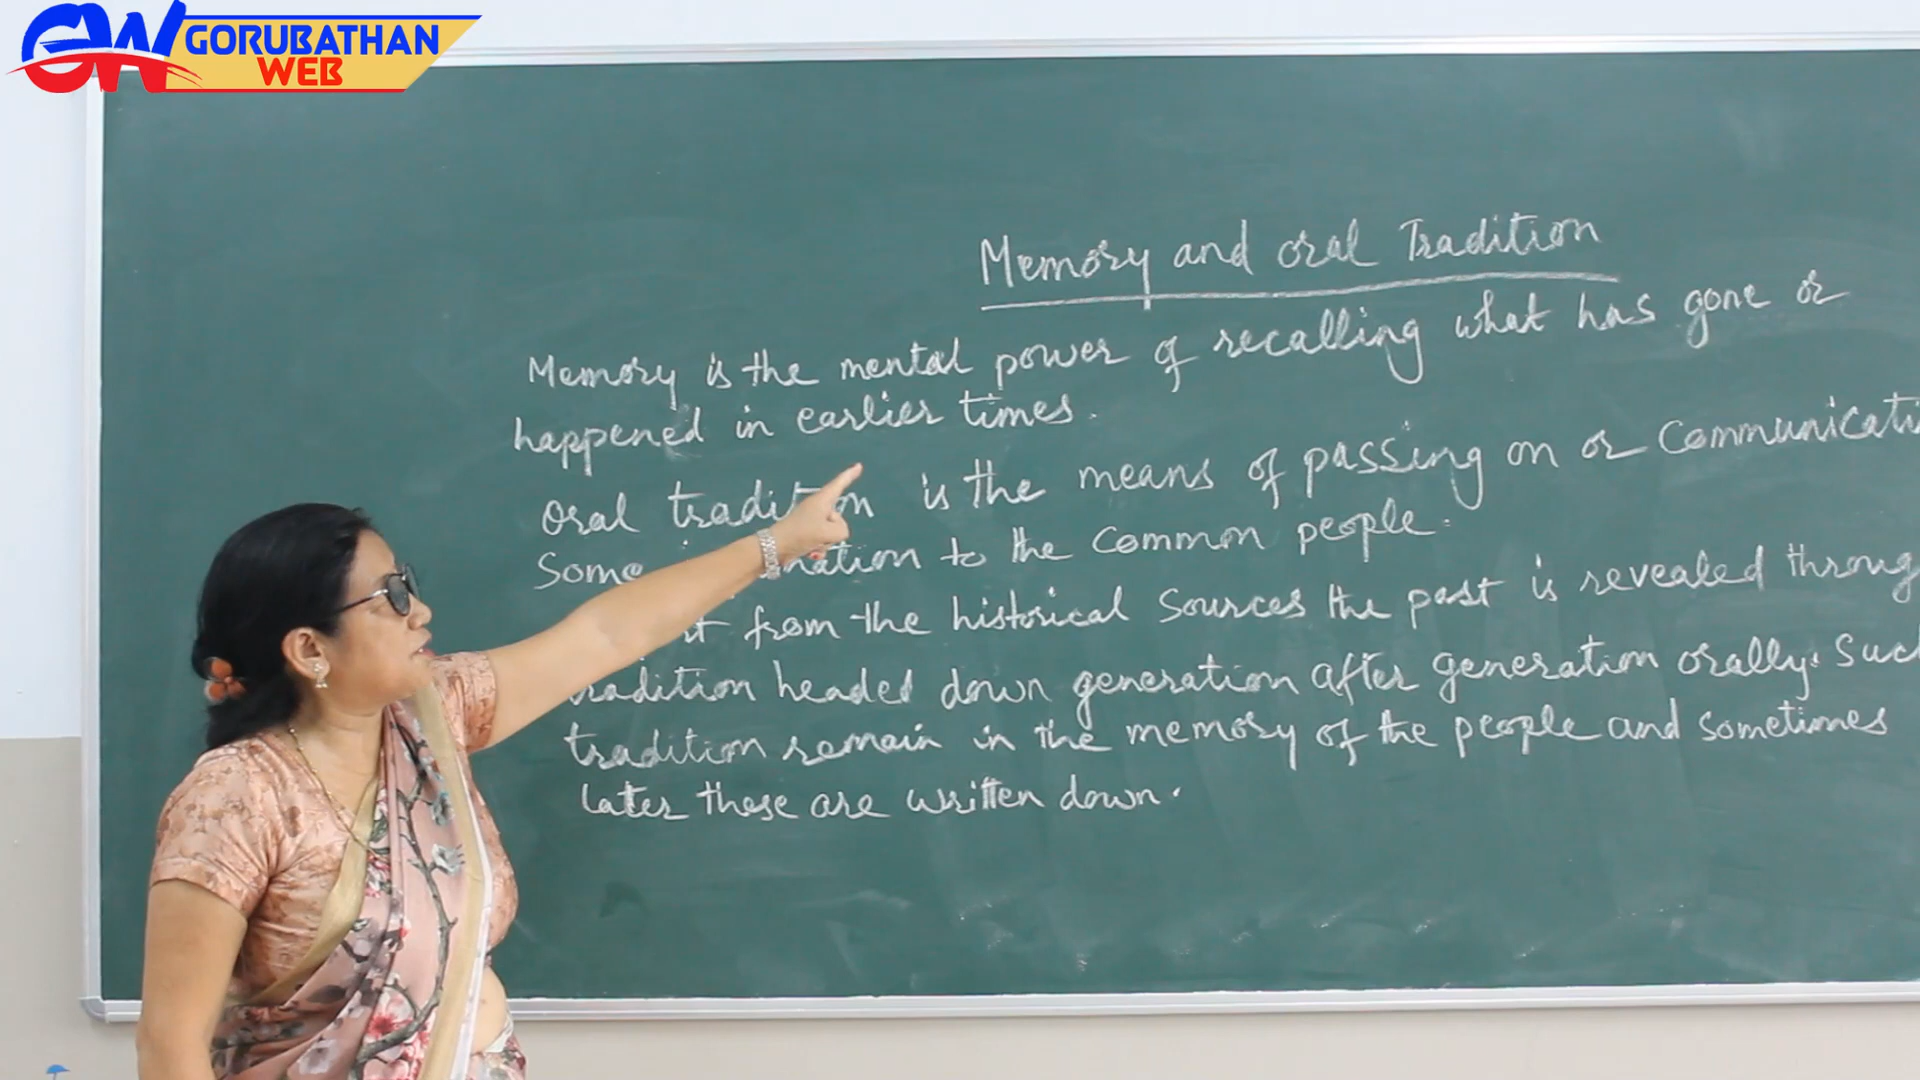 GW GORUBATHAN
WEB
Memory and oral Tradition
Memory is the mental power of recalling what has gone or
happened in earlier times.
Oral tradition is the means of passing on or Communicati
Some mation to the Common people.
from the historical Sources the past is revealed throug
tradition headed down generation after generation orally. Suc
tradition remain in the memory of the people and sometimes
later these are written down.